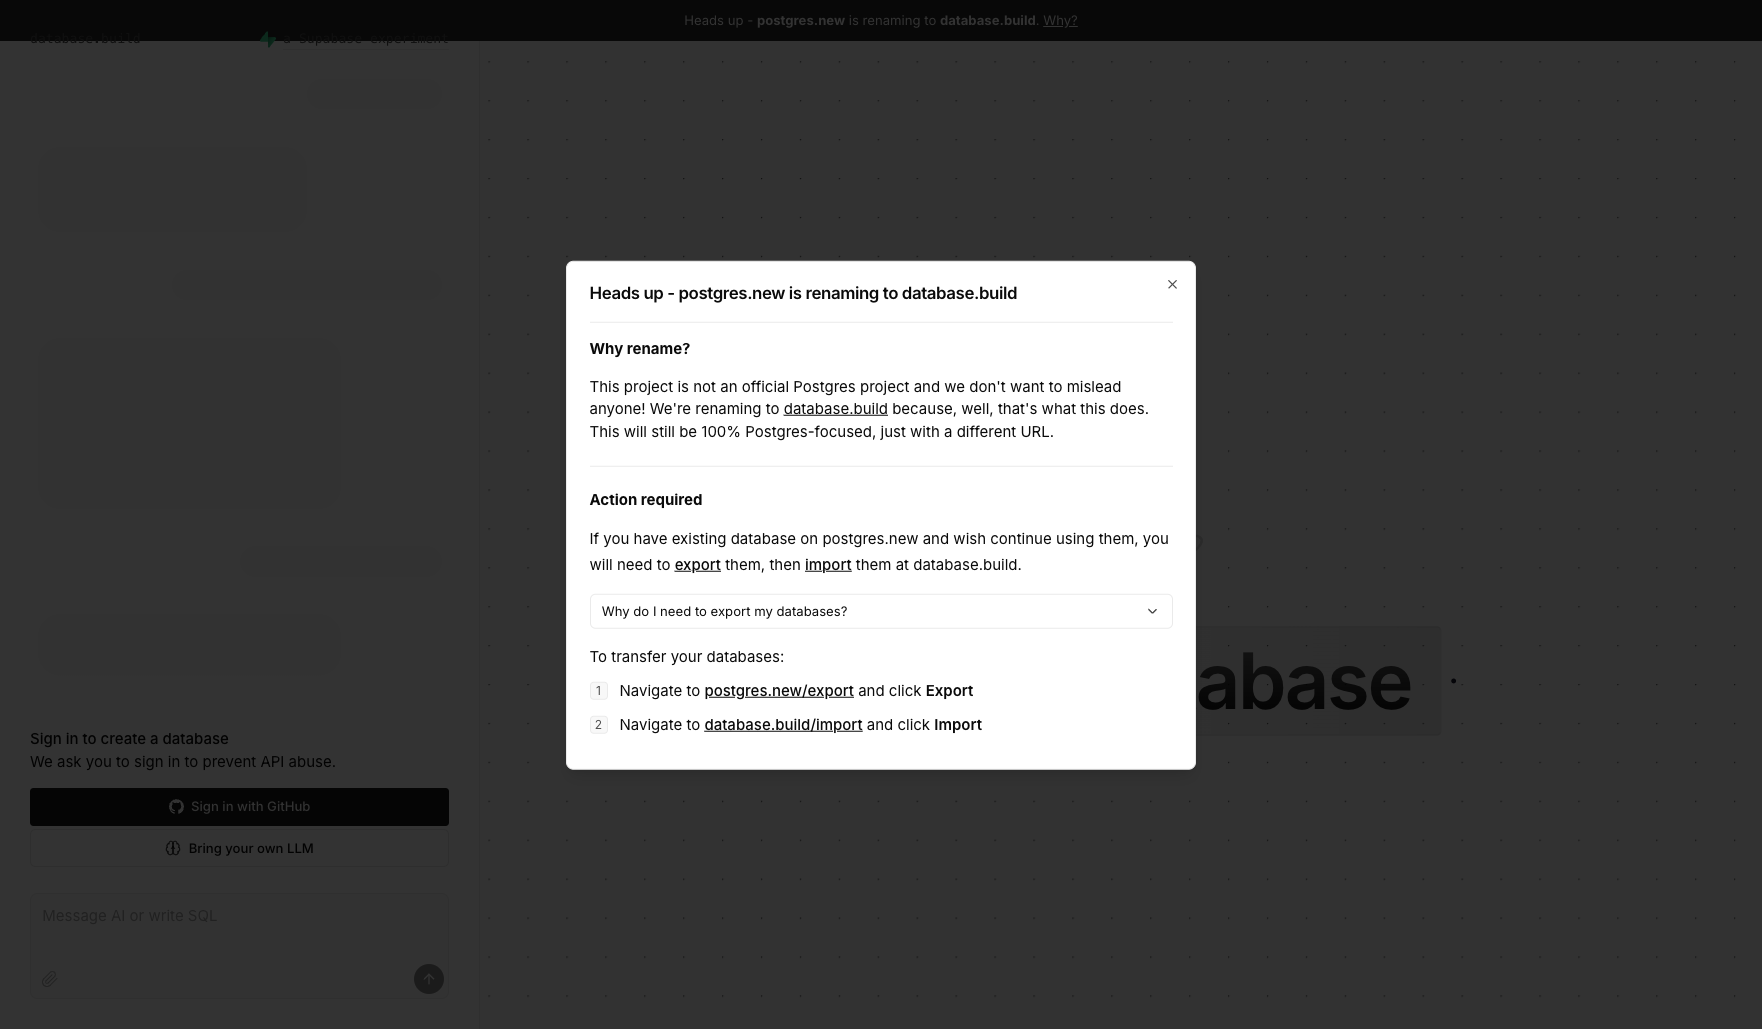 Heads up - postgres.new is renaming to database.build. Why?
database.build
a Supabase experiment
Heads up - postgres.new is renaming to database.build
Why rename?
This project is not an official Postgres project and we don't want to mislead
anyone! We're renaming to database.build because, well, that's what this does.
This will still be 100% Postgres-focused, just with a different URL.
Action required
If you have existing database on postgres.new and wish continue using them, you
will need to export them, then import them at database.build.
Why do I need to export my databases?
To transfer your databases:
1 Navigate to postgres.new/export and click Export
2 Navigate to database.build/import and click Import
abase
Sign in to create a database
We ask you to sign in to prevent API abuse.
Sign in with GitHub
Bring your own LLM
Message AI or write SQL